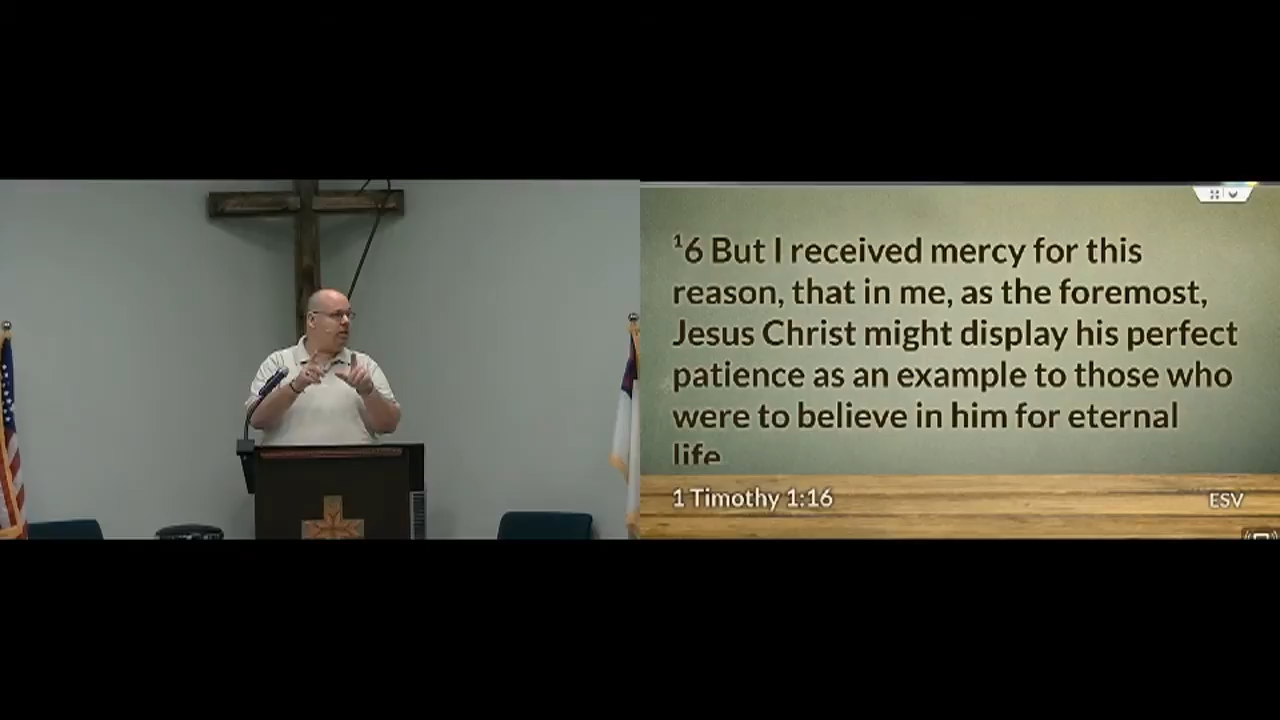 ¹6 But I received mercy for this
reason, that in me, as the foremost,
Jesus Christ might display his perfect
patience as an example to those who
were to believe in him for eternal
life
1 Timothy 1:16
ESV